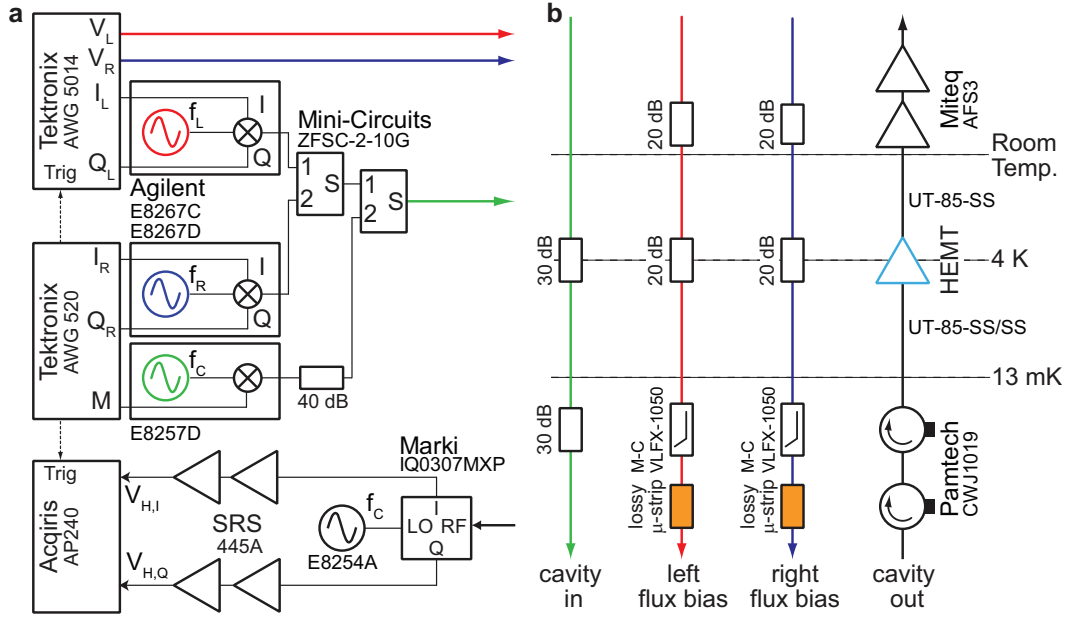 a
Tektronix
AWG 5014
V_L
V_R
I_L
Q_L
Trig
f_L
I
Q
Agilent
E8267C
E8267D
Mini-Circuits
ZFSC-2-10G
1
2
S
1
2
S
Tektronix
AWG 520
I_R
Q_R
M
f_R
I
Q
f_C
40 dB
E8257D
Acqiris
AP240
Trig
V_H,I
V_H,Q
SRS
445A
Marki
IQ0307MXP
f_C
E8254A
I
LO RF
Q
b
20 dB
20 dB
Miteq
AFS3
Room
Temp.
UT-85-SS
30 dB
20 dB
20 dB
HEMT
4 K
UT-85-SS/SS
13 mK
30 dB
M-C
VLFX-1050
lossy
μ-strip
M-C
VLFX-1050
lossy
μ-strip
Pamtech
CWJ1019
cavity
in
left
flux bias
right
flux bias
cavity
out